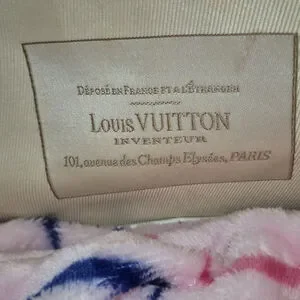 DÉPOSÉ EN FRANCE ET A L'ÉTRANGER
LOUIS VUITTON
INVENTEUR
101, avenue des Champs Elysées, PARIS